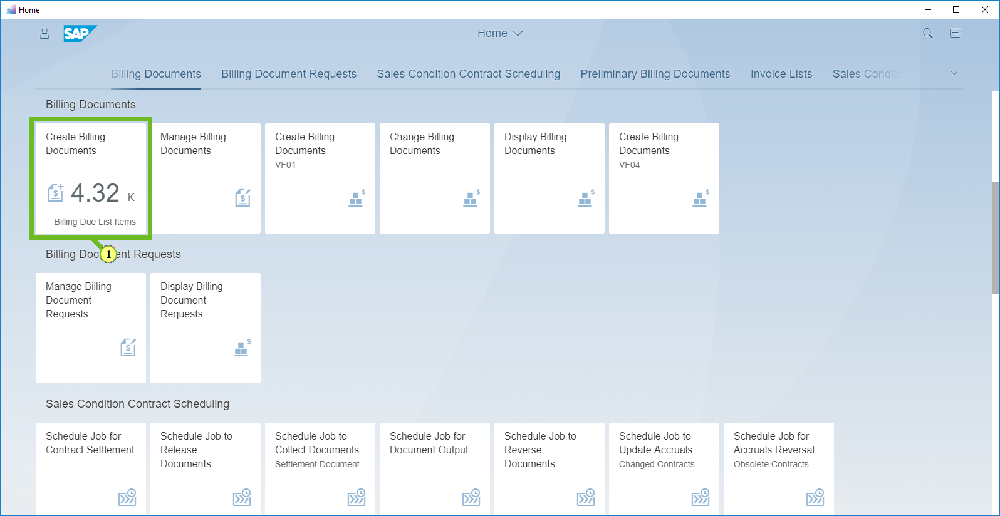 Home
SAP
Home
Billing Documents
Billing Document Requests
Sales Condition Contract Scheduling
Preliminary Billing Documents
Invoice Lists
Sales Conditi
Billing Documents
Create Billing
Documents
4.32 K
Billing Due List Items
Manage Billing
Documents
Create Billing
Documents
VF01
Change Billing
Documents
Display Billing
Documents
Create Billing
Documents
VF04
1
Billing Doc ent Requests
Manage Billing
Document
Requests
Display Billing
Document
Requests
Sales Condition Contract Scheduling
Schedule Job for
Contract Settlement
Schedule Job to
Release
Documents
Schedule Job to
Collect Documents
Settlement Document
Schedule Job for
Document Output
Schedule Job to
Reverse
Documents
Schedule Job to
Update Accruals
Changed Contracts
Schedule Job for
Accruals Reversal
Obsolete Contracts